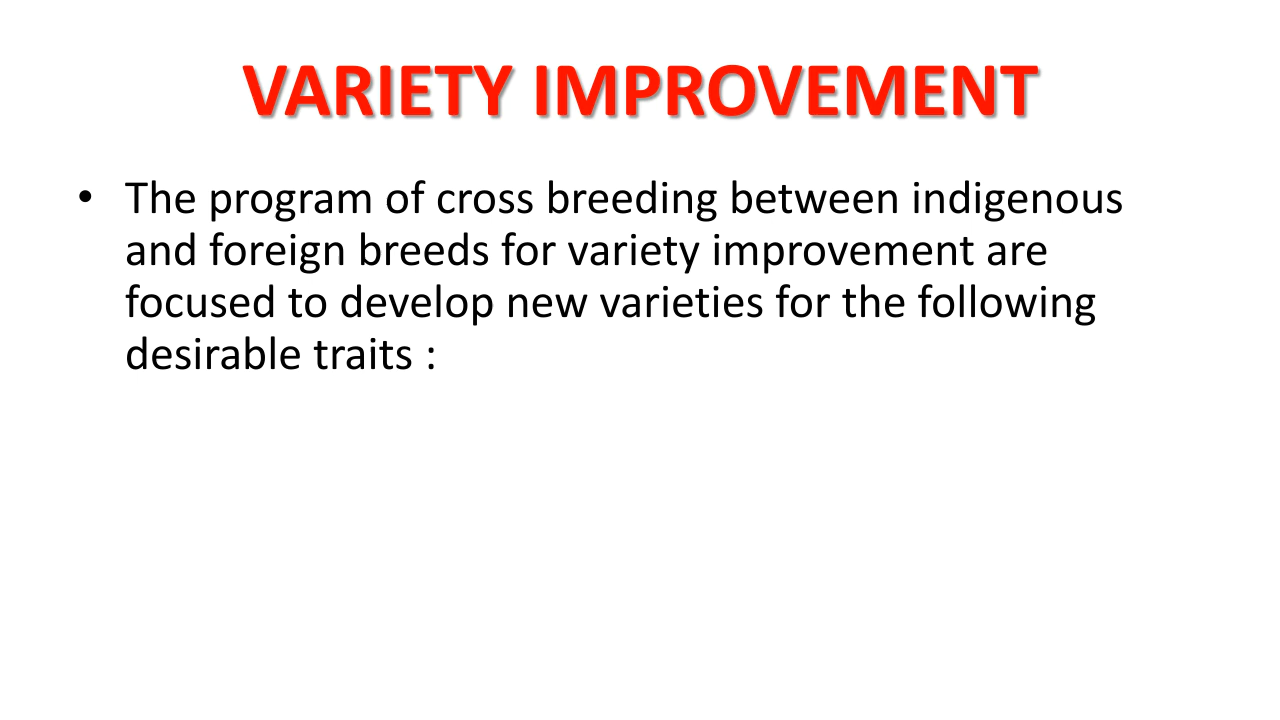 VARIETY IMPROVEMENT
• The program of cross breeding between indigenous
and foreign breeds for variety improvement are
focused to develop new varieties for the following
desirable traits :